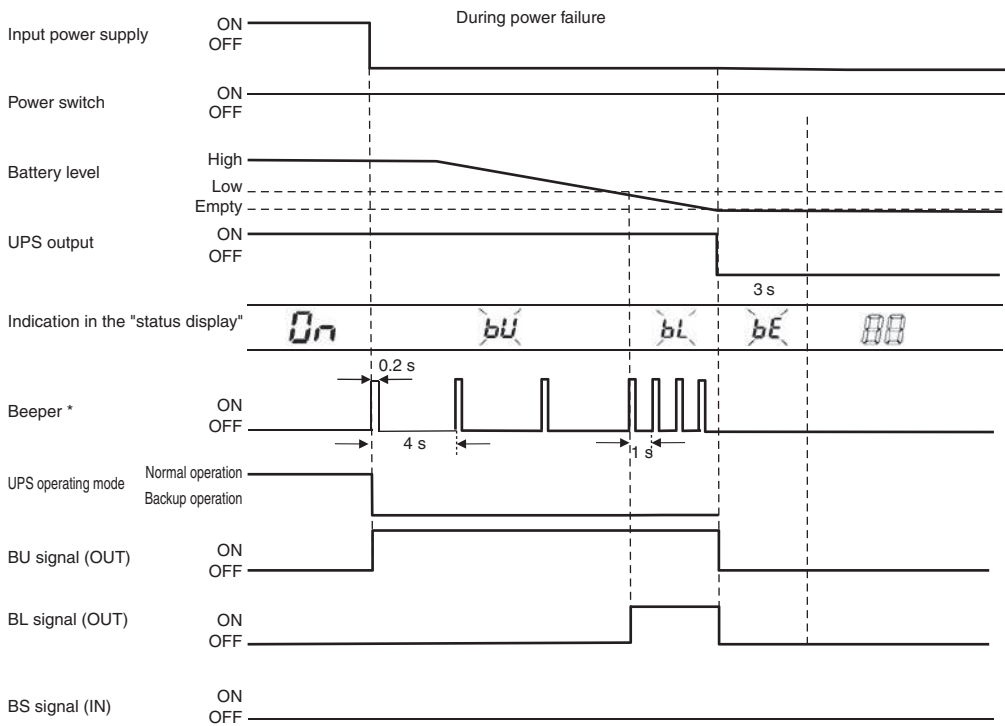 During power failure
Input power supply ON
OFF
Power switch ON
OFF
Battery level High
Low
Empty
UPS output ON
OFF
3 s
Indication in the "status display" On bU bL bE 88
0.2 s
Beeper * ON
OFF
4 s 1 s
UPS operating mode Normal operation
Backup operation
BU signal (OUT) ON
OFF
BL signal (OUT) ON
OFF
BS signal (IN) ON
OFF